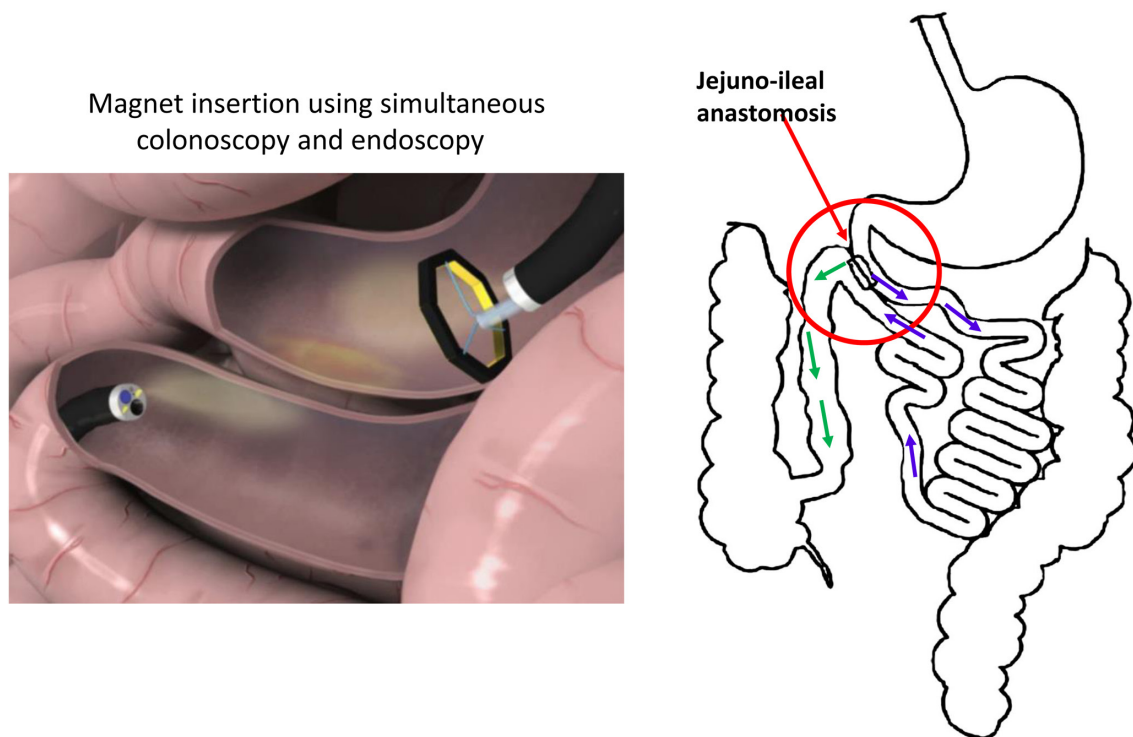 Magnet insertion using simultaneous
colonoscopy and endoscopy
Jejuno-ileal
anastomosis